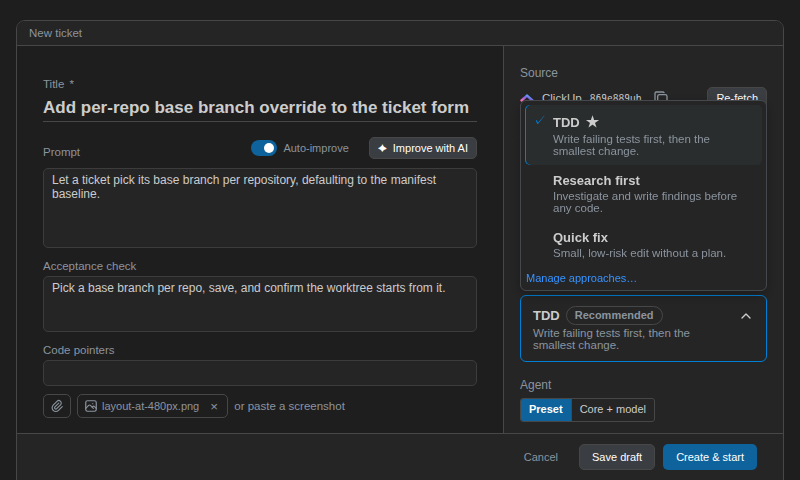 New ticket
Title *
Add per-repo base branch override to the ticket form
Prompt
Auto-improve
Improve with AI
Let a ticket pick its base branch per repository, defaulting to the manifest
baseline.
Acceptance check
Pick a base branch per repo, save, and confirm the worktree starts from it.
Code pointers
layout-at-480px.png ×
or paste a screenshot
Source
ClickUp 869e889uh
Re-fetch
TDD ★
Write failing tests first, then the
smallest change.
Research first
Investigate and write findings before
any code.
Quick fix
Small, low-risk edit without a plan.
Manage approaches…
TDD Recommended
Write failing tests first, then the
smallest change.
Agent
Preset
Core + model
Cancel
Save draft
Create & start